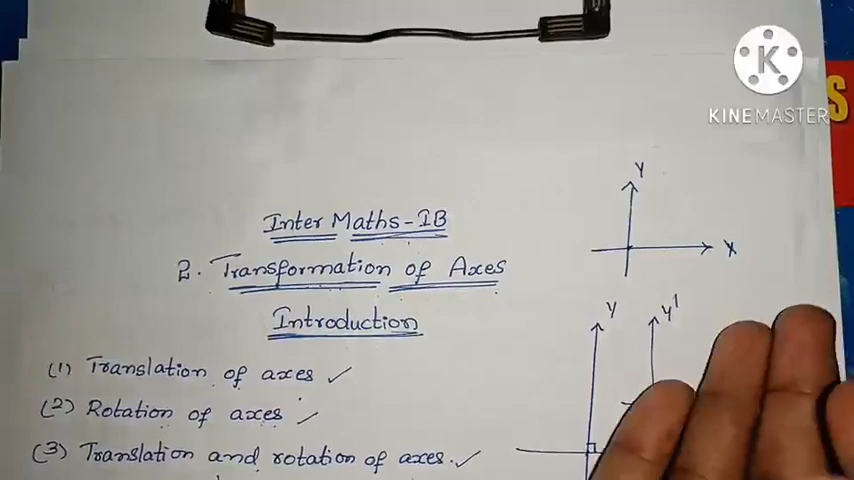 K
KINEMASTER
S
Inter Maths-IB
2. Transformation of Axes
Introduction
(1) Translation of axes ✓
(2) Rotation of axes ✓
(3) Translation and rotation of axes ✓
Y
X
Y
Y'